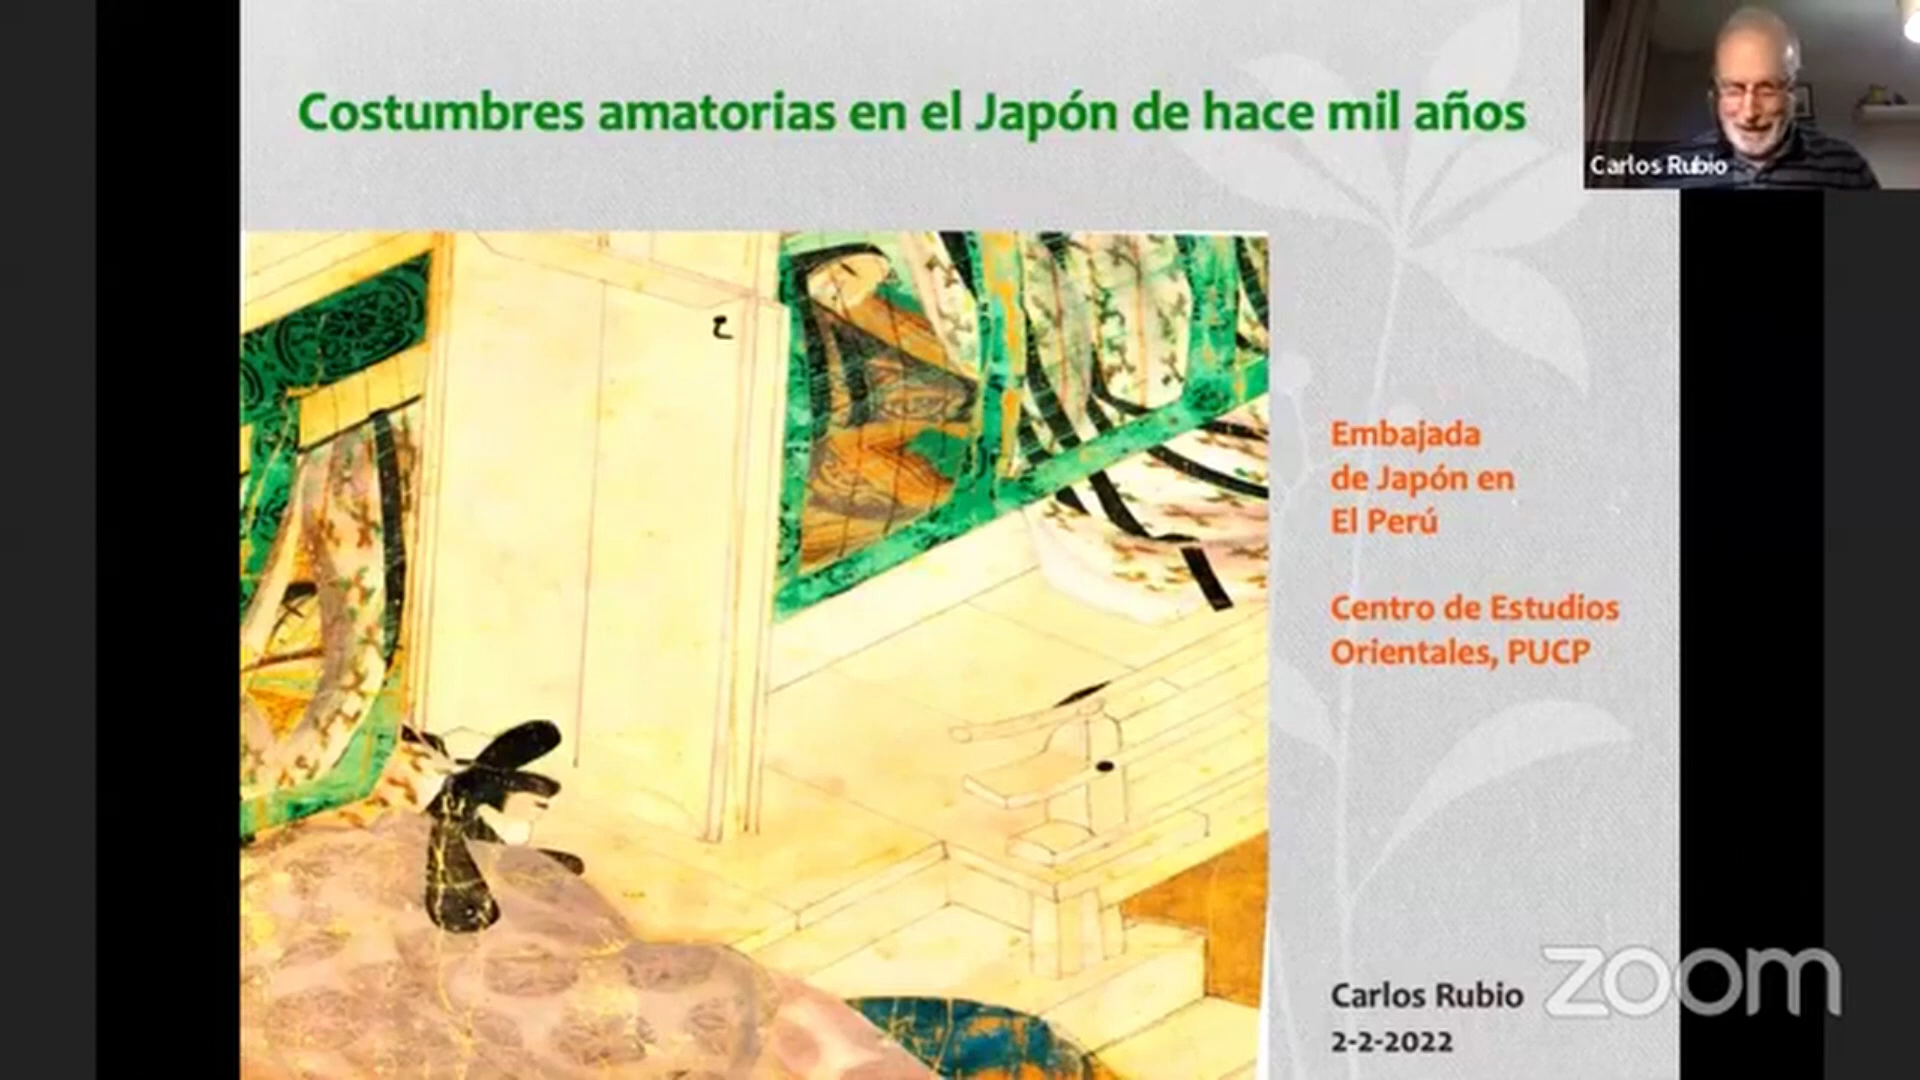 Costumbres amatorias en el Japón de hace mil años
Carlos Rubio
Embajada
de Japón en
El Perú
Centro de Estudios
Orientales, PUCP
Carlos Rubio
2-2-2022
zoom